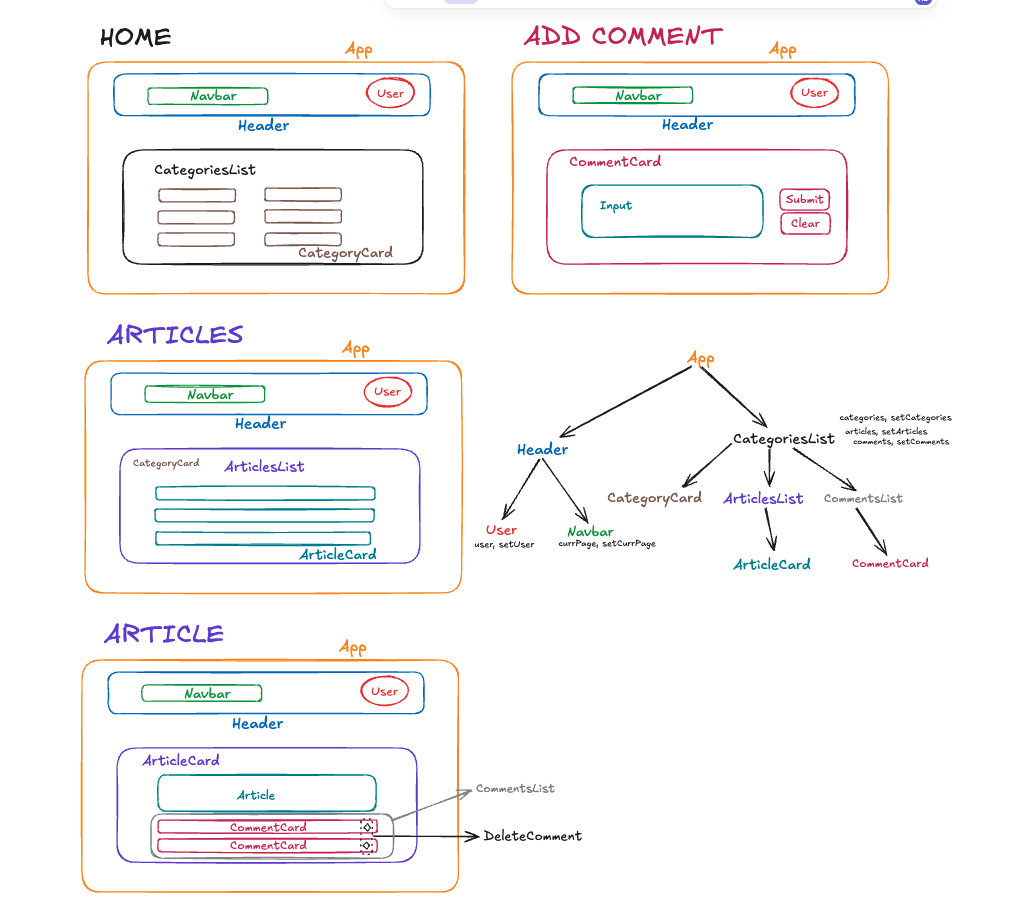 HOME
App
Navbar
User
Header
CategoriesList
CategoryCard
ADD COMMENT
App
Navbar
User
Header
CommentCard
Input
Submit
Clear
ARTICLES
App
Navbar
User
Header
CategoryCard
ArticlesList
ArticleCard
App
Header
CategoriesList
categories, setCategories
articles, setArticles
comments, setComments
CategoryCard
ArticlesList
CommentsList
User
user, setUser
Navbar
currPage, setCurrPage
ArticleCard
CommentCard
ARTICLE
App
Navbar
User
Header
ArticleCard
Article
CommentCard
CommentCard
CommentsList
DeleteComment